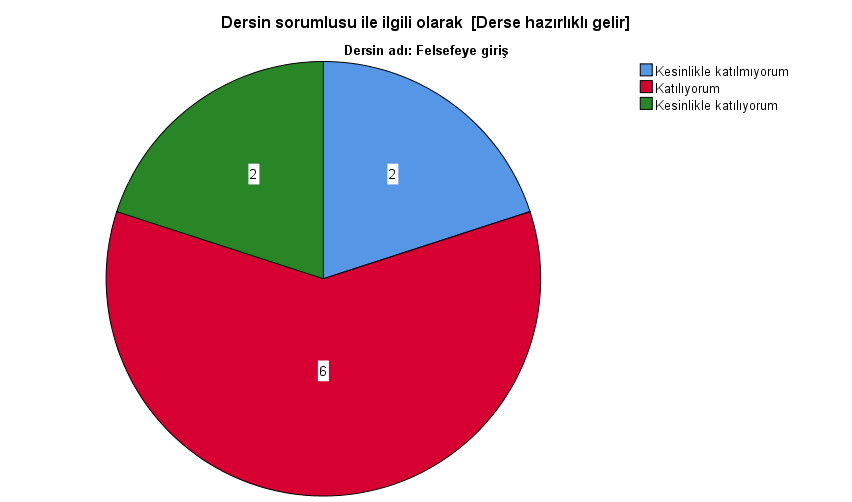 Dersin sorumlusu ile ilgili olarak [Derse hazırlıklı gelir]
Dersin adı: Felsefeye giriş
Kesinlikle katılmıyorum
Katılıyorum
Kesinlikle katılıyorum
2
2
6